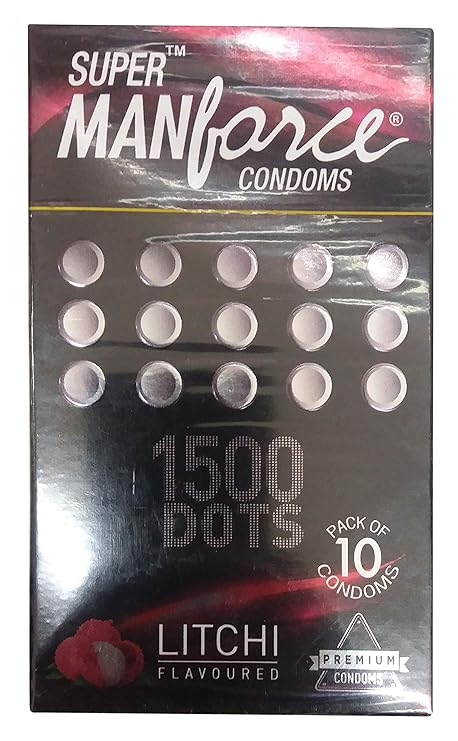 SUPER™
MANforce®
CONDOMS
1500
DOTS
PACK OF
10
CONDOMS
LITCHI
FLAVOURED
PREMIUM
CONDOMS